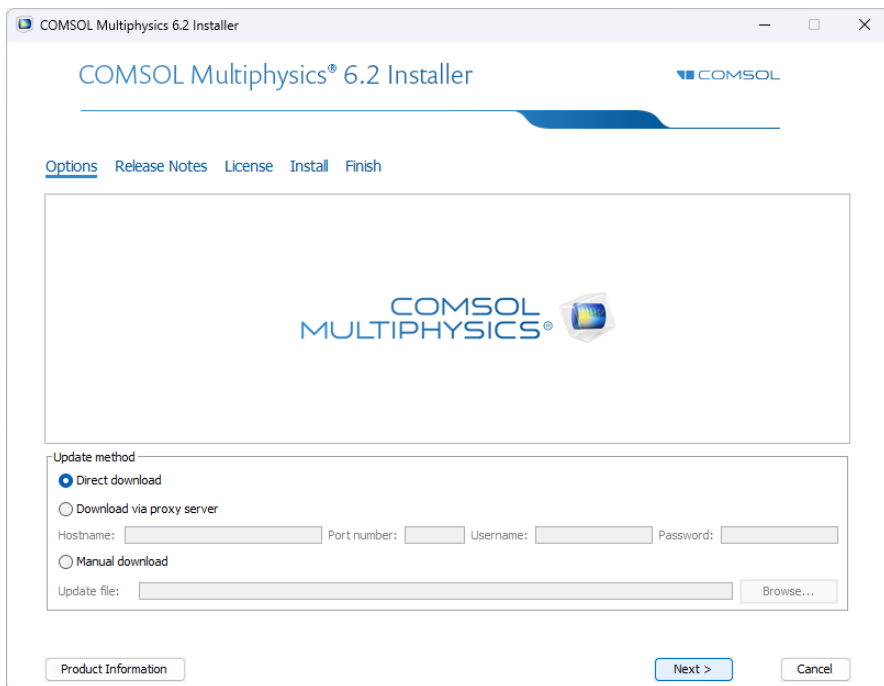 COMSOL Multiphysics 6.2 Installer
COMSOL Multiphysics® 6.2 Installer
COMSOL
Options Release Notes License Install Finish
COMSOL
MULTIPHYSICS®
Update method
Direct download
Download via proxy server
Hostname: Port number: Username: Password:
Manual download
Update file: Browse...
Product Information Next > Cancel